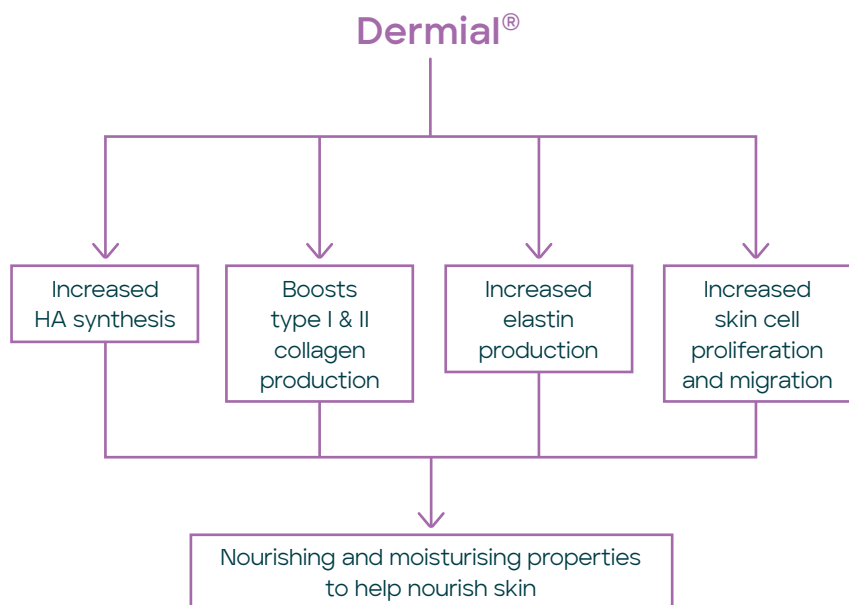 Dermial®
Increased
HA synthesis
Boosts
type I & II
collagen
production
Increased
elastin
production
Increased
skin cell
proliferation
and migration
Nourishing and moisturising properties
to help nourish skin